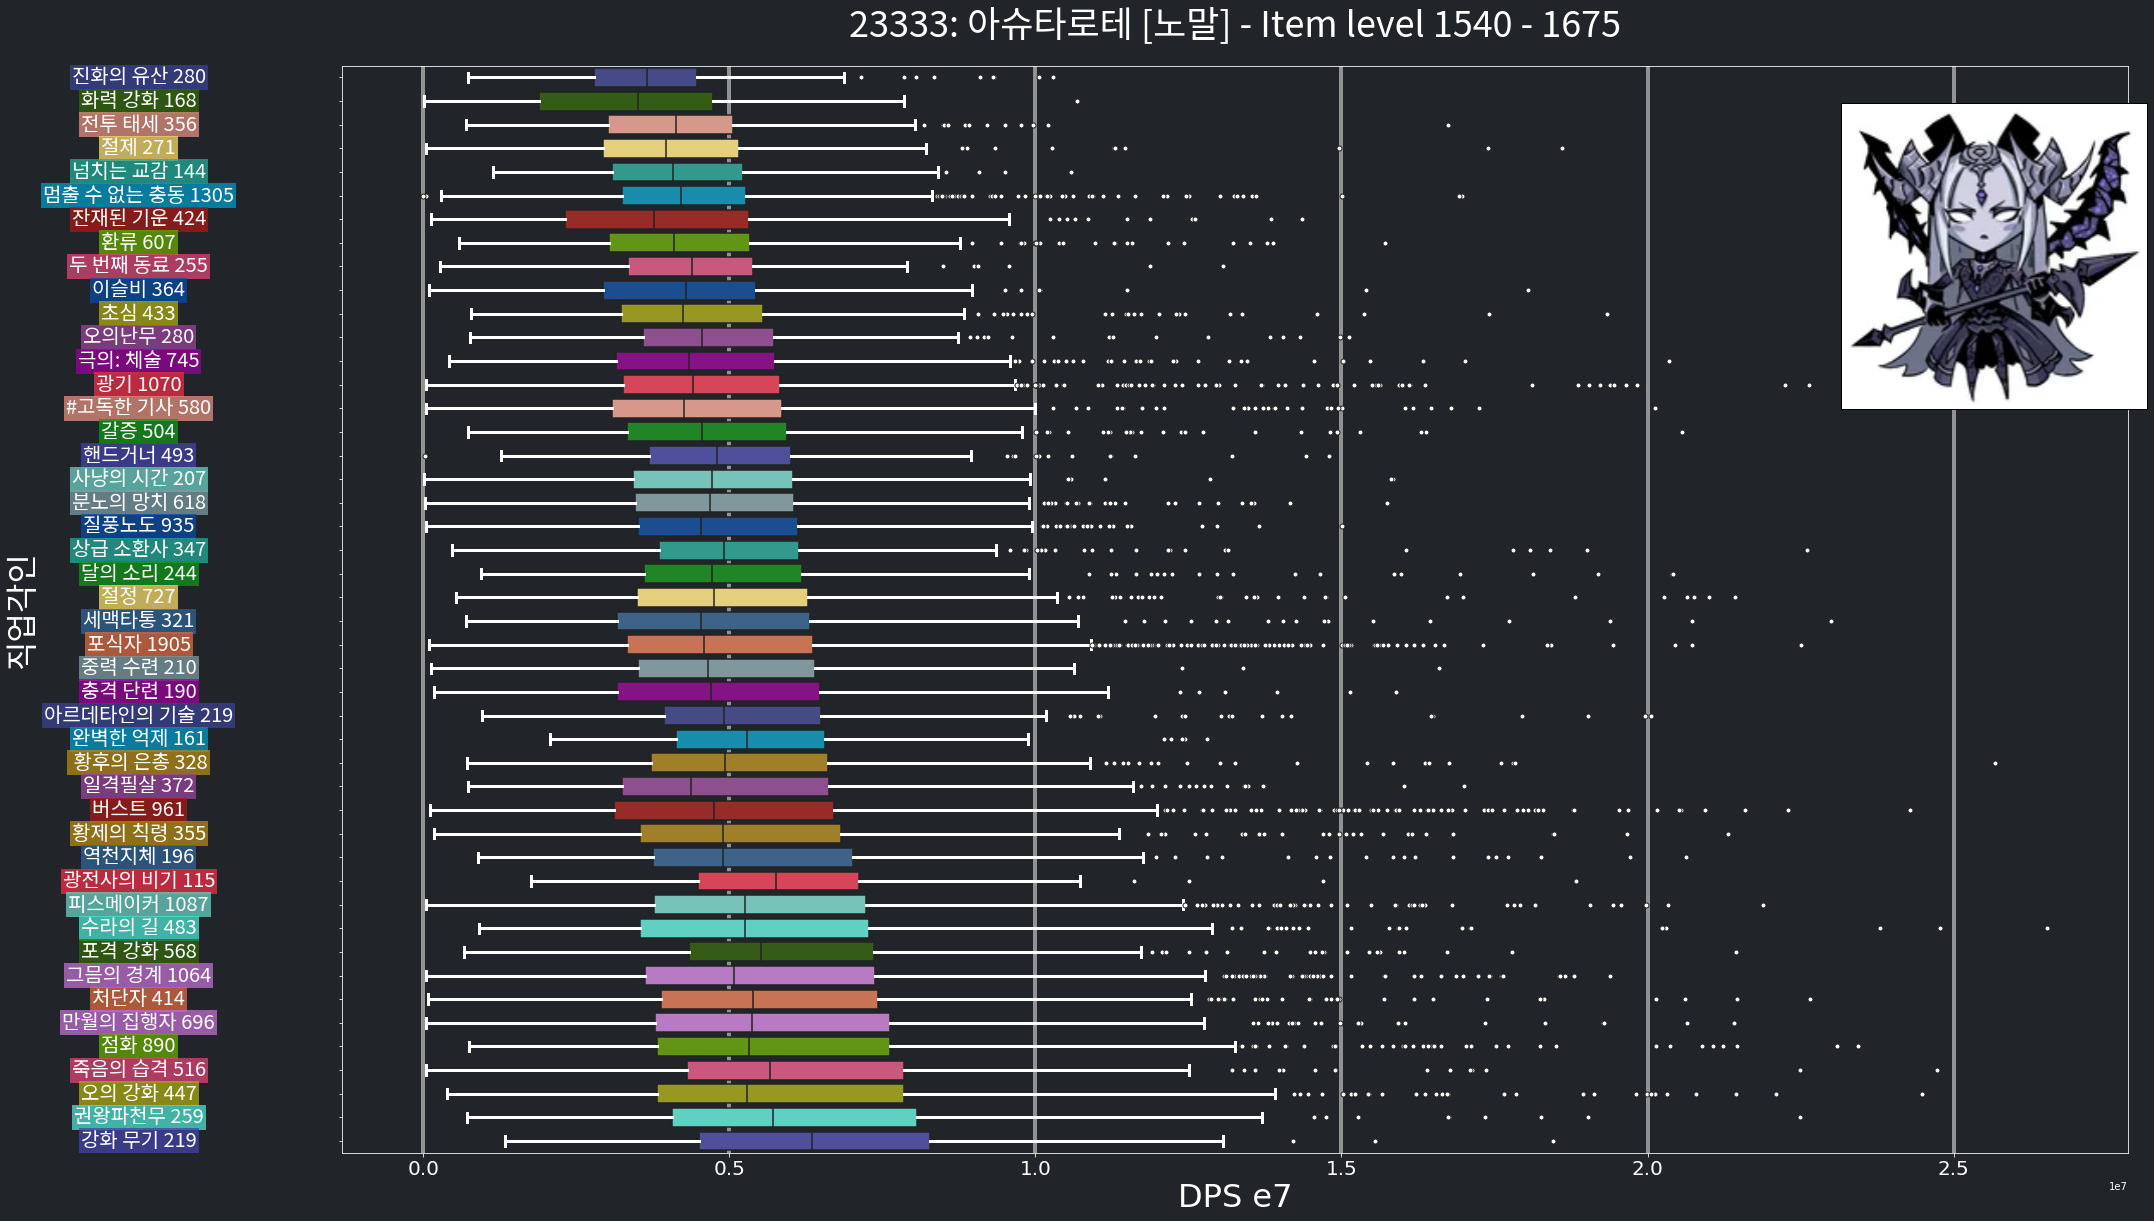 23333: 아슈타로테 [노말] - Item level 1540 - 1675
직업각인
진화의 유산 280
화력 강화 168
전투 태세 356
절제 271
넘치는 교감 144
멈출 수 없는 충동 1305
잔재된 기운 424
환류 607
두 번째 동료 255
이슬비 364
초심 433
오의난무 280
극의: 체술 745
광기 1070
#고독한 기사 580
갈증 504
핸드거너 493
사냥의 시간 207
분노의 망치 618
질풍노도 935
상급 소환사 347
달의 소리 244
절정 727
세맥타통 321
포식자 1905
중력 수련 210
충격 단련 190
아르데타인의 기술 219
완벽한 억제 161
황후의 은총 328
일격필살 372
버스트 961
황제의 칙령 355
역천지체 196
광전사의 비기 115
피스메이커 1087
수라의 길 483
포격 강화 568
그믐의 경계 1064
처단자 414
만월의 집행자 696
점화 890
죽음의 습격 516
오의 강화 447
권왕파천무 259
강화 무기 219
0.0 0.5 1.0 1.5 2.0 2.5
1e7
DPS e7